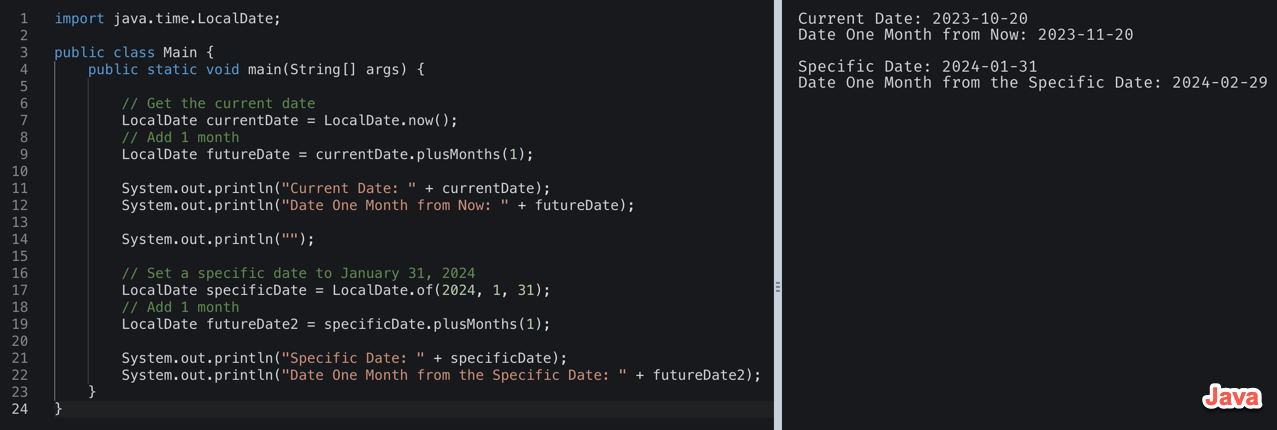 1 import java.time.LocalDate;
2
3 public class Main {
4     public static void main(String[] args) {
5
6         // Get the current date
7         LocalDate currentDate = LocalDate.now();
8         // Add 1 month
9         LocalDate futureDate = currentDate.plusMonths(1);
10
11         System.out.println("Current Date: " + currentDate);
12         System.out.println("Date One Month from Now: " + futureDate);
13
14         System.out.println("");
15
16         // Set a specific date to January 31, 2024
17         LocalDate specificDate = LocalDate.of(2024, 1, 31);
18         // Add 1 month
19         LocalDate futureDate2 = specificDate.plusMonths(1);
20
21         System.out.println("Specific Date: " + specificDate);
22         System.out.println("Date One Month from the Specific Date: " + futureDate2);
23     }
24 }
Current Date: 2023-10-20
Date One Month from Now: 2023-11-20

Specific Date: 2024-01-31
Date One Month from the Specific Date: 2024-02-29
Java